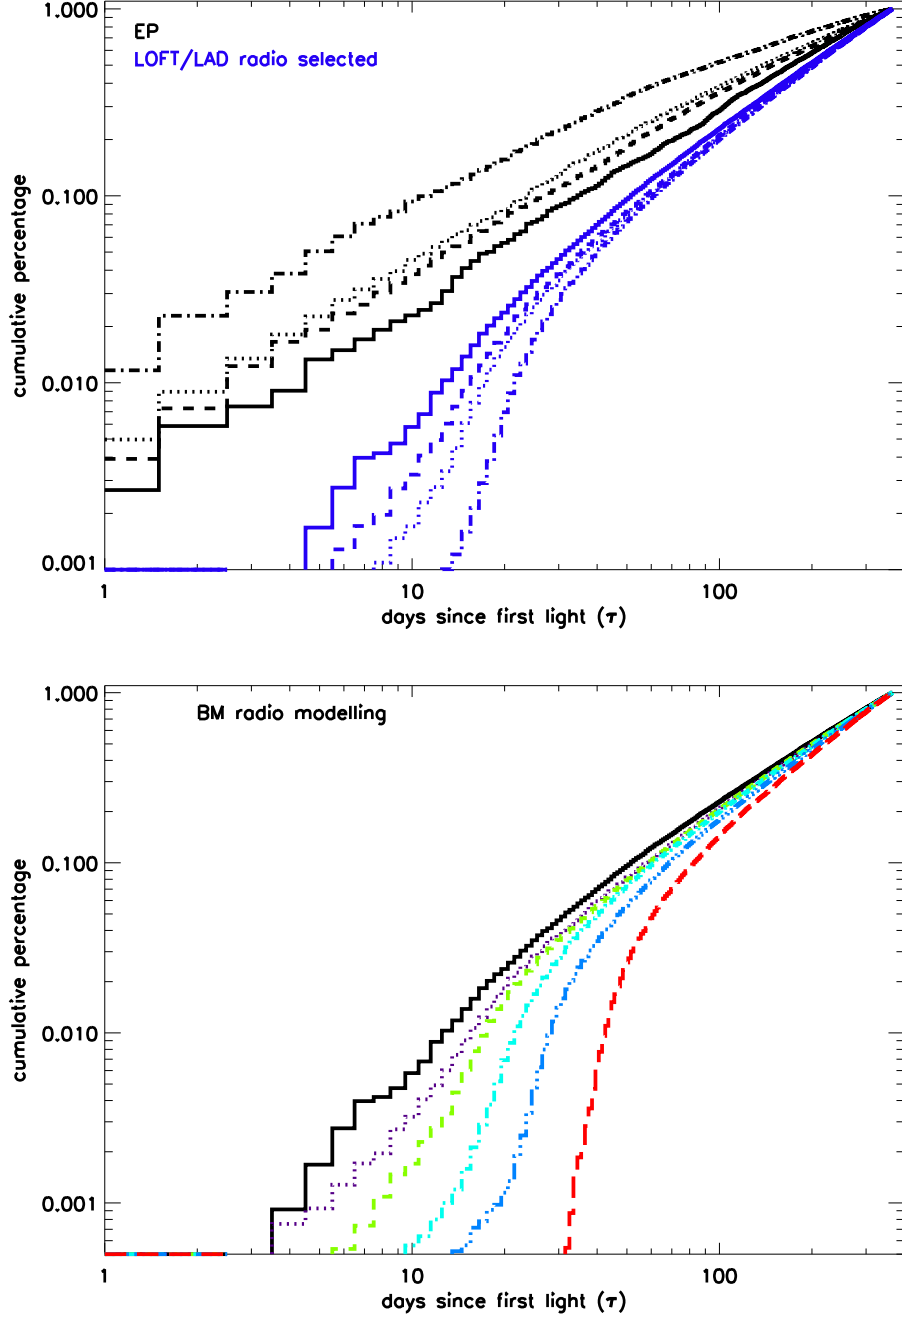 1.000
EP
LOFT/LAD radio selected
0.100
0.010
0.001
cumulative percentage
1
10
100
days since first light (τ)
1.000
BM radio modelling
0.100
0.010
0.001
cumulative percentage
1
10
100
days since first light (τ)